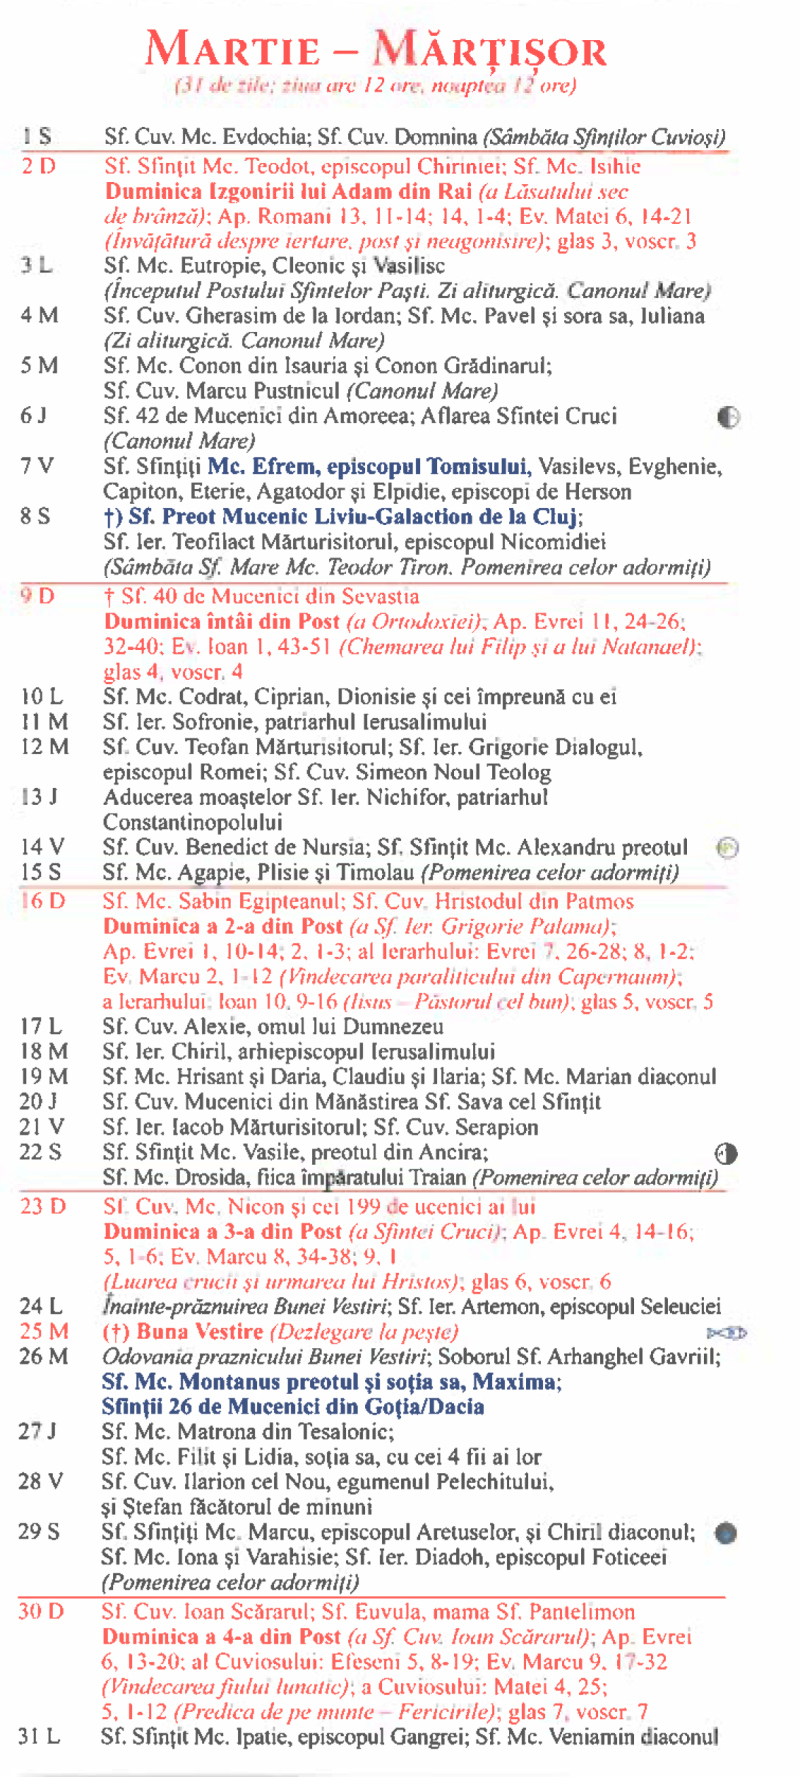 Martie – Mărțișor
(31 de zile; ziua are 12 ore, noaptea 12 ore)
1 S Sf. Cuv. Mc. Evdochia; Sf. Cuv. Domnina (Sâmbăta Sfinților Cuvioși)
2 D Sf. Sfințit Mc. Teodot, episcopul Chiriniei; Sf. Mc. Isihie
Duminica Izgonirii lui Adam din Rai (a Lăsatului sec
de brânză); Ap. Romani 13, 11-14; 14, 1-4; Ev. Matei 6, 14-21
(Învățătură despre iertare, post și neagonisire); glas 3, voscr. 3
3 L Sf. Mc. Eutropie, Cleonic și Vasilisc
(Începutul Postului Sfintelor Paști. Zi aliturgică. Canonul Mare)
4 M Sf. Cuv. Gherasim de la Iordan; Sf. Mc. Pavel și sora sa, Iuliana
(Zi aliturgică. Canonul Mare)
5 M Sf. Mc. Conon din Isauria și Conon Grădinarul;
Sf. Cuv. Marcu Pustnicul (Canonul Mare)
6 J Sf. 42 de Mucenici din Amoreea; Aflarea Sfintei Cruci
(Canonul Mare)
7 V Sf. Sfințiți Mc. Efrem, episcopul Tomisului, Vasilevs, Evghenie,
Capiton, Eterie, Agatodor și Elpidie, episcopi de Herson
8 S †) Sf. Preot Mucenic Liviu-Galaction de la Cluj;
Sf. Ier. Teofilact Mărturisitorul, episcopul Nicomidiei
(Sâmbăta Sf. Mare Mc. Teodor Tiron. Pomenirea celor adormiți)
9 D † Sf. 40 de Mucenici din Sevastia
Duminica întâi din Post (a Ortodoxiei); Ap. Evrei 11, 24-26;
32-40; Ev. Ioan 1, 43-51 (Chemarea lui Filip și a lui Natanael);
glas 4, voscr. 4
10 L Sf. Mc. Codrat, Ciprian, Dionisie și cei împreună cu ei
11 M Sf. Ier. Sofronie, patriarhul Ierusalimului
12 M Sf. Cuv. Teofan Mărturisitorul; Sf. Ier. Grigorie Dialogul,
episcopul Romei; Sf. Cuv. Simeon Noul Teolog
13 J Aducerea moaștelor Sf. Ier. Nichifor, patriarhul
Constantinopolului
14 V Sf. Cuv. Benedict de Nursia; Sf. Sfințit Mc. Alexandru preotul
15 S Sf. Mc. Agapie, Plisie și Timolau (Pomenirea celor adormiți)
16 D Sf. Mc. Sabin Egipteanul; Sf. Cuv. Hristodul din Patmos
Duminica a 2-a din Post (a Sf. Ier. Grigorie Palama);
Ap. Evrei 1, 10-14; 2, 1-3; al Ierarhului: Evrei 7, 26-28; 8, 1-2;
Ev. Marcu 2, 1-12 (Vindecarea paraliticului din Capernaum);
a Ierarhului: Ioan 10, 9-16 (Iisus – Păstorul cel bun); glas 5, voscr. 5
17 L Sf. Cuv. Alexie, omul lui Dumnezeu
18 M Sf. Ier. Chiril, arhiepiscopul Ierusalimului
19 M Sf. Mc. Hrisant și Daria, Claudiu și Ilaria; Sf. Mc. Marian diaconul
20 J Sf. Cuv. Mucenici din Mănăstirea Sf. Sava cel Sfințit
21 V Sf. Ier. Iacob Mărturisitorul; Sf. Cuv. Serapion
22 S Sf. Sfințit Mc. Vasile, preotul din Ancira;
Sf. Mc. Drosida, fiica împăratului Traian (Pomenirea celor adormiți)
23 D Sf. Cuv. Mc. Nicon și cei 199 de ucenici ai lui
Duminica a 3-a din Post (a Sfintei Cruci); Ap. Evrei 4, 14-16;
5, 1-6; Ev. Marcu 8, 34-38; 9, 1
(Luarea crucii și urmarea lui Hristos); glas 6, voscr. 6
24 L Înainte-prăznuirea Bunei Vestiri; Sf. Ier. Artemon, episcopul Seleuciei
25 M (†) Buna Vestire (Dezlegare la pește)
26 M Odovania praznicului Bunei Vestiri; Soborul Sf. Arhanghel Gavriil;
Sf. Mc. Montanus preotul și soția sa, Maxima;
Sfinții 26 de Mucenici din Goția/Dacia
27 J Sf. Mc. Matrona din Tesalonic;
Sf. Mc. Filit și Lidia, soția sa, cu cei 4 fii ai lor
28 V Sf. Cuv. Ilarion cel Nou, egumenul Pelechitului,
și Ștefan făcătorul de minuni
29 S Sf. Sfințiți Mc. Marcu, episcopul Aretuselor, și Chiril diaconul;
Sf. Mc. Iona și Varahisie; Sf. Ier. Diadoh, episcopul Foticeei
(Pomenirea celor adormiți)
30 D Sf. Cuv. Ioan Scărarul; Sf. Euvula, mama Sf. Pantelimon
Duminica a 4-a din Post (a Sf. Cuv. Ioan Scărarul); Ap. Evrei
6, 13-20; al Cuviosului: Efeseni 5, 8-19; Ev. Marcu 9, 17-32
(Vindecarea fiului lunatic); a Cuviosului: Matei 4, 25;
5, 1-12 (Predica de pe munte – Fericirile); glas 7, voscr. 7
31 L Sf. Sfințit Mc. Ipatie, episcopul Gangrei; Sf. Mc. Veniamin diaconul